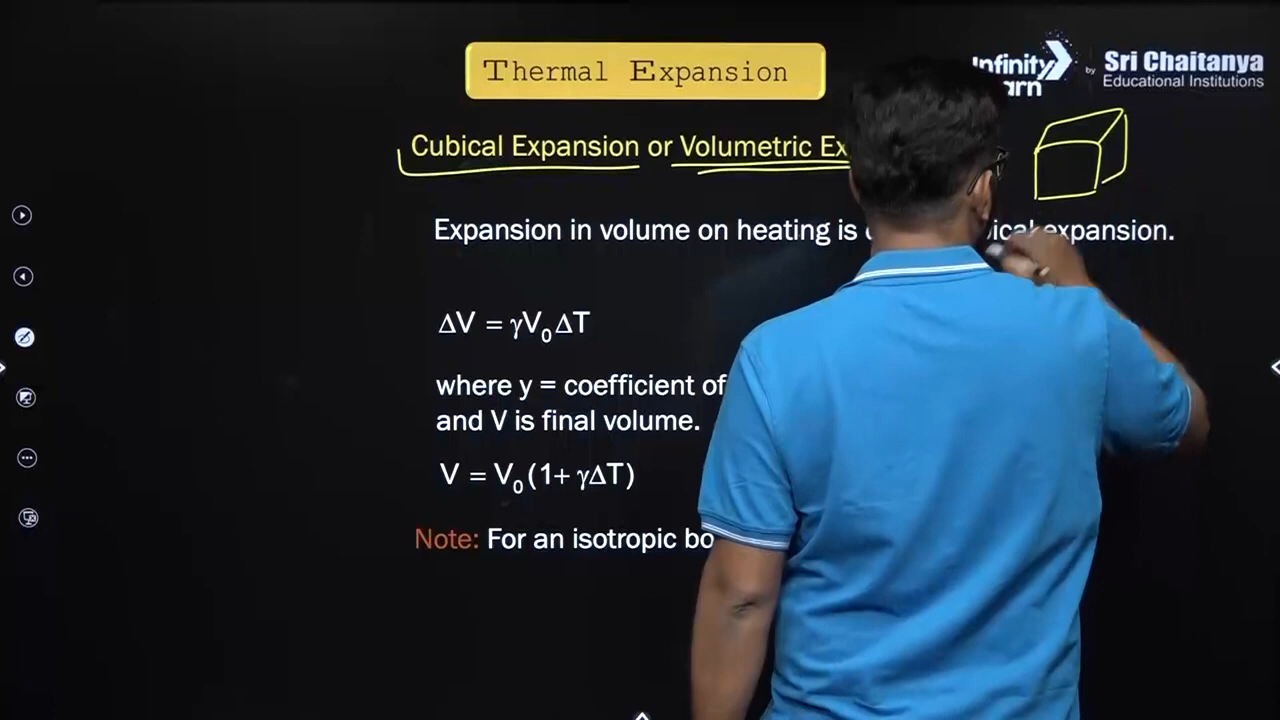 Thermal Expansion
Infinity Learn by Sri Chaitanya Educational Institutions
Cubical Expansion or Volumetric Ex
Expansion in volume on heating is expansion.
ΔV = γV₀ΔT
where y = coefficient of
and V is final volume.
V = V₀(1+ γΔT)
Note: For an isotropic bo